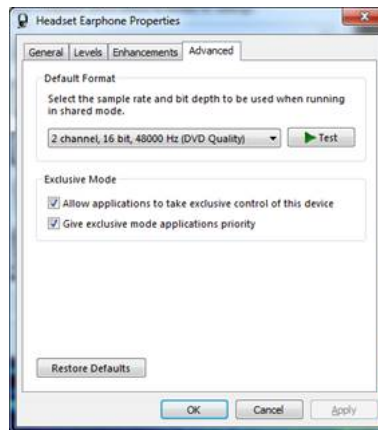 Headset Earphone Properties
General Levels Enhancements Advanced
Default Format
Select the sample rate and bit depth to be used when running
in shared mode.
2 channel, 16 bit, 48000 Hz (DVD Quality) Test
Exclusive Mode
Allow applications to take exclusive control of this device
Give exclusive mode applications priority
Restore Defaults
OK Cancel Apply